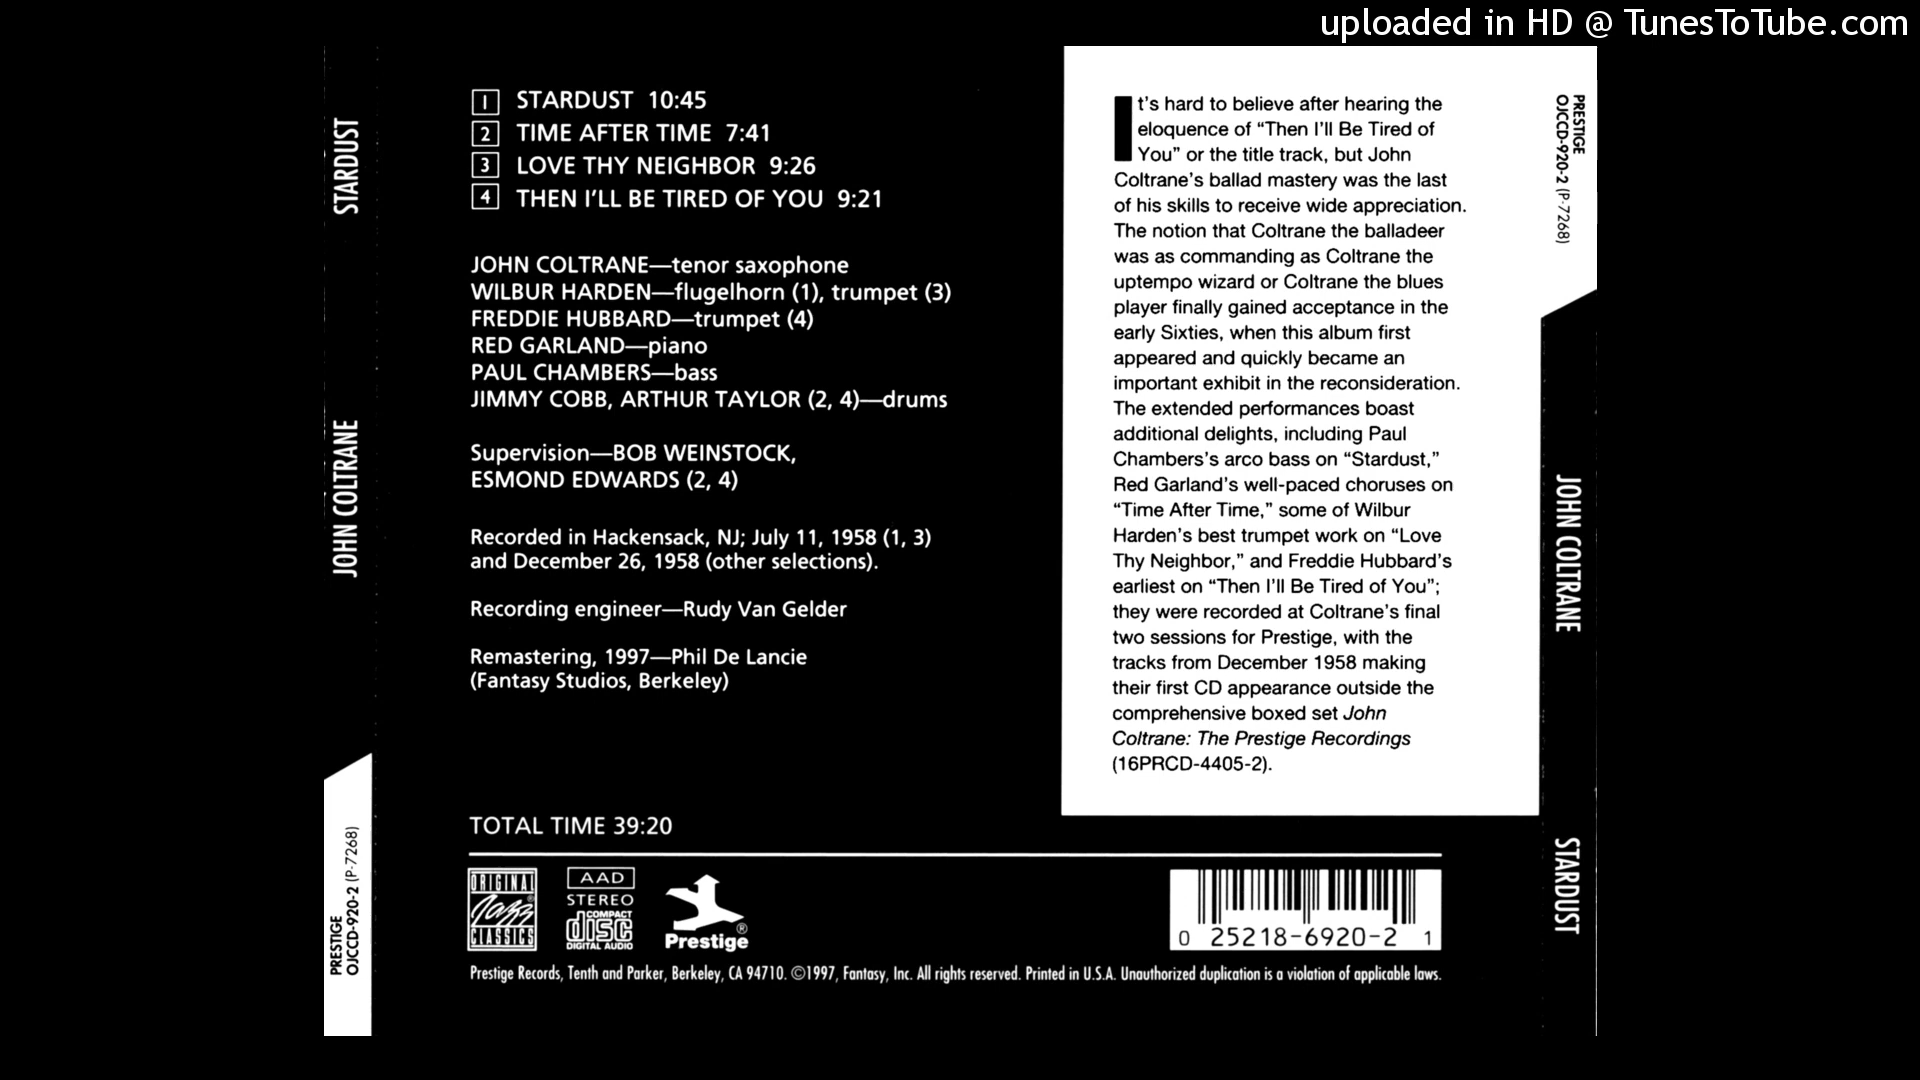 uploaded in HD @ TunesToTube.com
STARDUST
JOHN COLTRANE
PRESTIGE
OJCCD-920-2 (P-7268)
1 STARDUST 10:45
2 TIME AFTER TIME 7:41
3 LOVE THY NEIGHBOR 9:26
4 THEN I'LL BE TIRED OF YOU 9:21
JOHN COLTRANE—tenor saxophone
WILBUR HARDEN—flugelhorn (1), trumpet (3)
FREDDIE HUBBARD—trumpet (4)
RED GARLAND—piano
PAUL CHAMBERS—bass
JIMMY COBB, ARTHUR TAYLOR (2, 4)—drums
Supervision—BOB WEINSTOCK,
ESMOND EDWARDS (2, 4)
Recorded in Hackensack, NJ; July 11, 1958 (1, 3)
and December 26, 1958 (other selections).
Recording engineer—Rudy Van Gelder
Remastering, 1997—Phil De Lancie
(Fantasy Studios, Berkeley)
TOTAL TIME 39:20
It's hard to believe after hearing the
eloquence of “Then I'll Be Tired of
You” or the title track, but John
Coltrane's ballad mastery was the last
of his skills to receive wide appreciation.
The notion that Coltrane the balladeer
was as commanding as Coltrane the
uptempo wizard or Coltrane the blues
player finally gained acceptance in the
early Sixties, when this album first
appeared and quickly became an
important exhibit in the reconsideration.
The extended performances boast
additional delights, including Paul
Chambers's arco bass on “Stardust,”
Red Garland's well-paced choruses on
“Time After Time,” some of Wilbur
Harden's best trumpet work on “Love
Thy Neighbor,” and Freddie Hubbard's
earliest on “Then I'll Be Tired of You”;
they were recorded at Coltrane's final
two sessions for Prestige, with the
tracks from December 1958 making
their first CD appearance outside the
comprehensive boxed set John
Coltrane: The Prestige Recordings
(16PRCD-4405-2).
ORIGINAL
Jazz
CLASSICS
AAD
STEREO
COMPACT
disc
DIGITAL AUDIO
Prestige®
0 25218-6920-2 1
Prestige Records, Tenth and Parker, Berkeley, CA 94710. ©1997, Fantasy, Inc. All rights reserved. Printed in U.S.A. Unauthorized duplication is a violation of applicable laws.
PRESTIGE
OJCCD-920-2 (P-7268)
JOHN COLTRANE
STARDUST